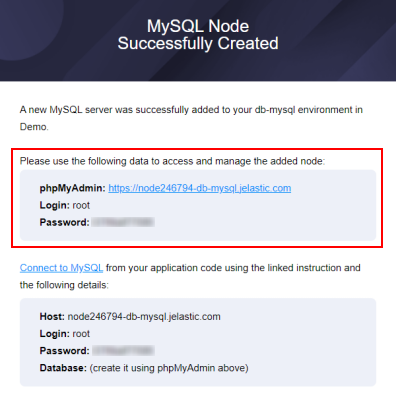 MySQL Node
Successfully Created
A new MySQL server was successfully added to your db-mysql environment in
Demo.
Please use the following data to access and manage the added node:
phpMyAdmin: https://node246794-db-mysql.jelastic.com
Login: root
Password:
Connect to MySQL from your application code using the linked instruction and
the following details:
Host: node246794-db-mysql.jelastic.com
Login: root
Password:
Database: (create it using phpMyAdmin above)